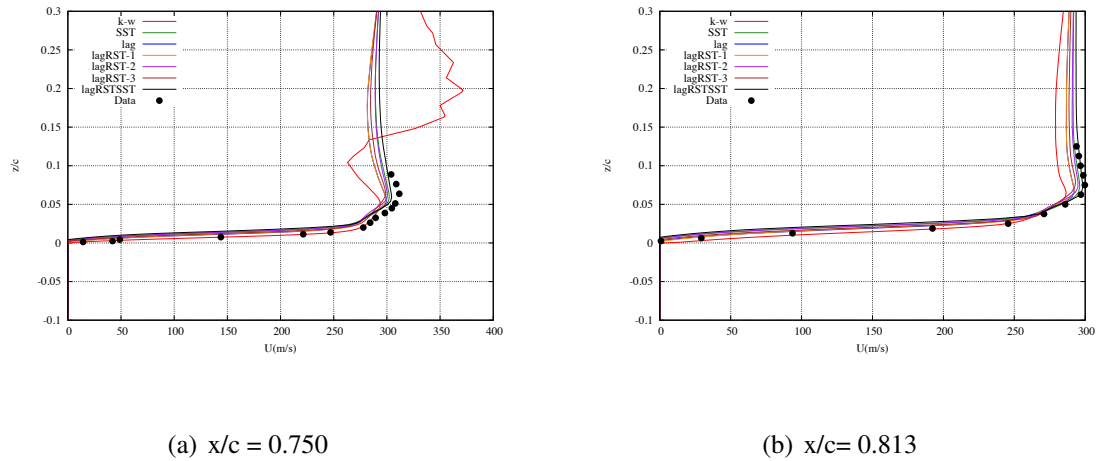 0.3
0.25
0.2
0.15
0.1
0.05
0
-0.05
-0.1
z/c
k-w
SST
lag
lagRST-1
lagRST-2
lagRST-3
lagRSTSST
Data
0 50 100 150 200 250 300 350 400
U(m/s)
(a) x/c = 0.750
0.3
0.25
0.2
0.15
0.1
0.05
0
-0.05
-0.1
z/c
k-w
SST
lag
lagRST-1
lagRST-2
lagRST-3
lagRSTSST
Data
0 50 100 150 200 250 300
U(m/s)
(b) x/c= 0.813